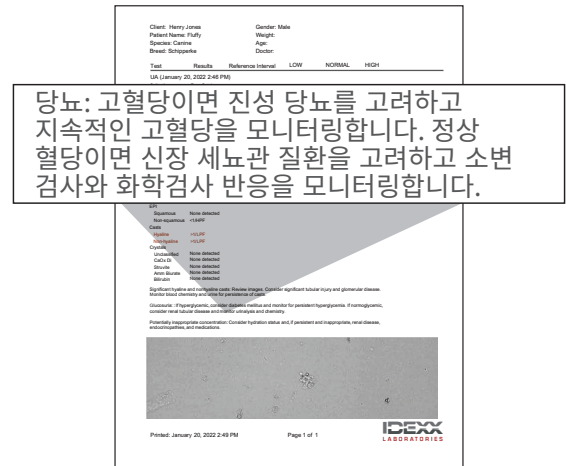 Client: Henry Jones Gender: Male
Patient Name: Fluffy Weight:
Species: Canine Age:
Breed: Schipperke Doctor:
Test Results Reference Interval LOW NORMAL HIGH
UA (January 20, 2022 2:46 PM)
당뇨: 고혈당이면 진성 당뇨를 고려하고
지속적인 고혈당을 모니터링합니다. 정상
혈당이면 신장 세뇨관 질환을 고려하고 소변
검사와 화학검사 반응을 모니터링합니다.
EPI
Squamous None detected
Non-squamous <1/HPF
Casts
Hyaline >1/LPF
Non-hyaline >1/LPF
Crystals
Unclassified None detected
CaOx Di None detected
Struvite None detected
Amm Biurate None detected
Bilirubin None detected
Significant hyaline and nonhyaline casts: Review images. Consider significant tubular injury and glomerular disease.
Monitor blood chemistry and urine for persistence of casts.
Glucosuria : If hyperglycemic, consider diabetes mellitus and monitor for persistent hyperglycemia. If normoglycemic,
consider renal tubular disease and monitor urinalysis and chemistry.
Potentially inappropriate concentration: Consider hydration status and, if persistent and inappropriate, renal disease,
endocrinopathies, and medications.
Printed: January 20, 2022 2:49 PM Page 1 of 1
IDEXX
LABORATORIES